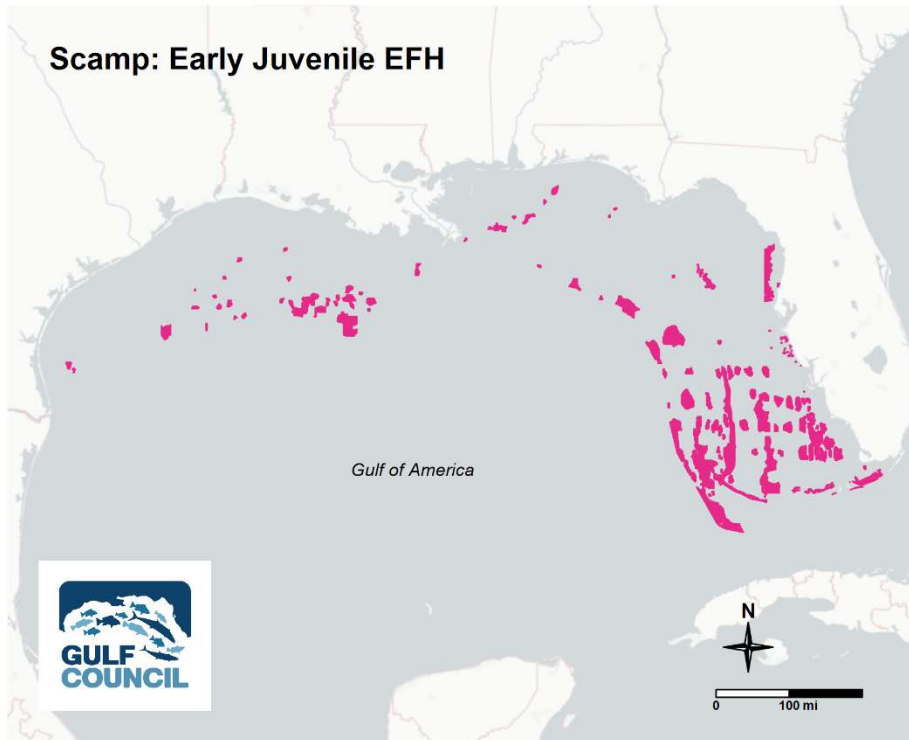 Scamp: Early Juvenile EFH
Gulf of America
GULF
COUNCIL
N
0 100 mi